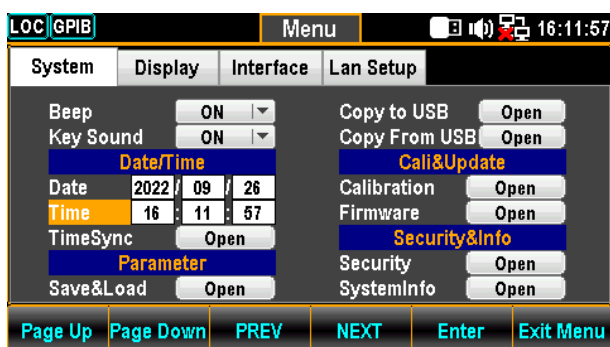 LOC GPIB Menu 16:11:57
System Display Interface Lan Setup
Beep ON Copy to USB Open
Key Sound ON Copy From USB Open
Date/Time Cali&Update
Date 2022 / 09 / 26 Calibration Open
Time 16 : 11 : 57 Firmware Open
TimeSync Open Security&Info
Parameter Security Open
Save&Load Open SystemInfo Open
Page Up Page Down PREV NEXT Enter Exit Menu